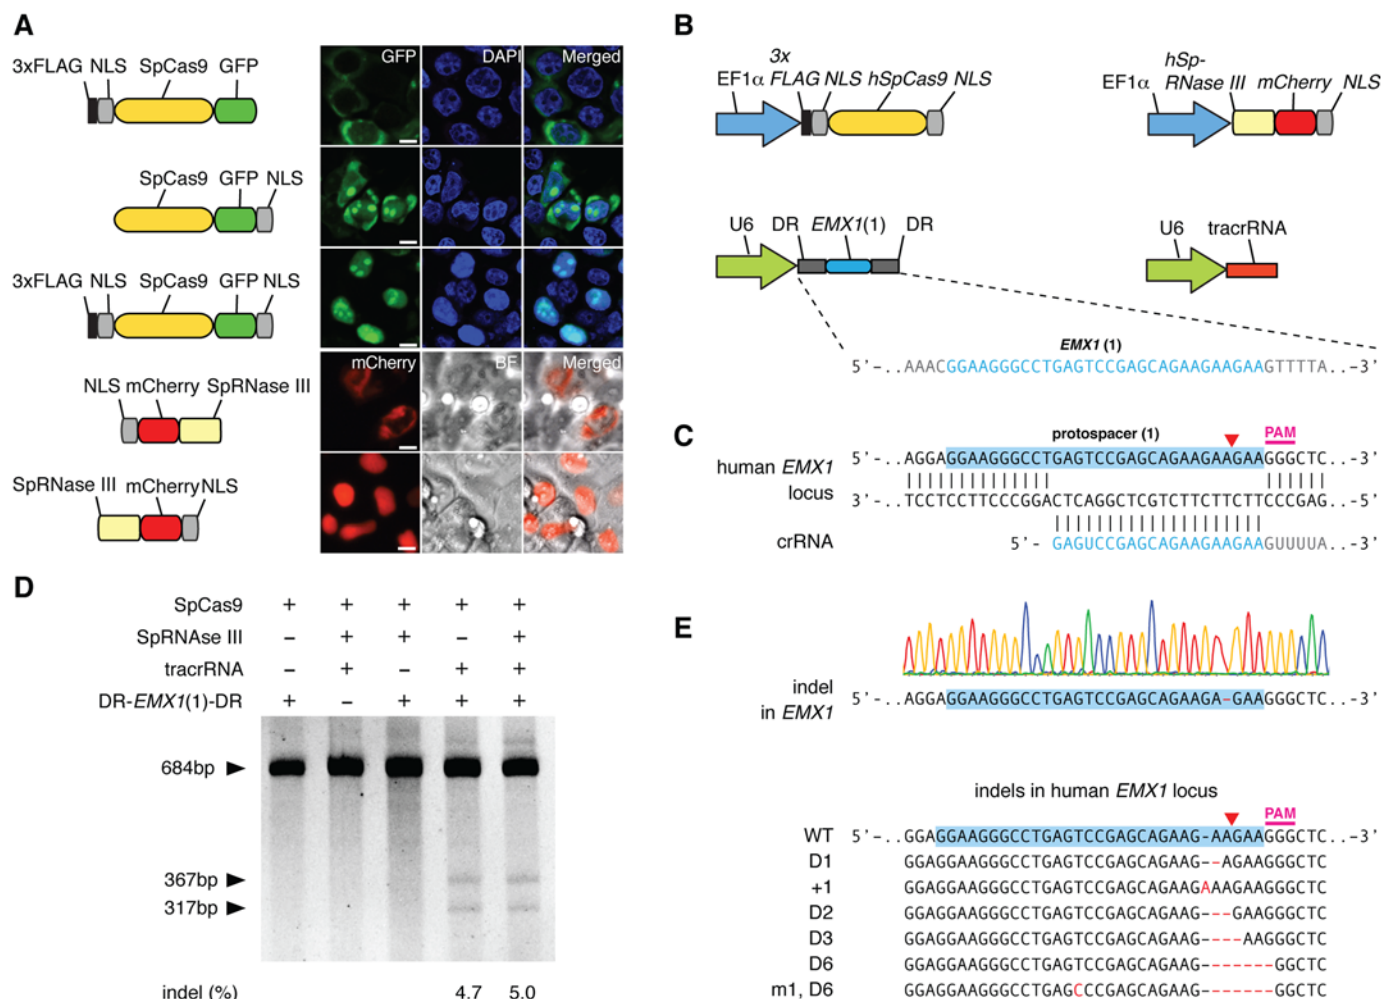 A
3xFLAG NLS SpCas9 GFP
GFP DAPI Merged
SpCas9 GFP NLS
3xFLAG NLS SpCas9 GFP NLS
mCherry BF Merged
NLS mCherry SpRNase III
SpRNase III mCherry NLS
B
EF1α 3x FLAG NLS hSpCas9 NLS
EF1α hSp-RNase III mCherry NLS
U6 DR EMX1(1) DR
U6 tracrRNA
EMX1 (1)
5'-..AAACGGAAGGGCCTGAGTCCGAGCAGAAGAAGAAGTTTTA..-3'
C
protospacer (1) PAM
human EMX1 locus
5'-..AGGAGGAAGGGCCTGAGTCCGAGCAGAAGAAGAAGGGCTC..-3'
3'-..TCCTCCTTCCCGGACTCAGGCTCGTCTTCTTCTTCCCGAG..-5'
crRNA 5'- GAGUCCGAGCAGAAGAAGAAGUUUUA..-3'
D
SpCas9 + + + + +
SpRNAse III – + + – +
tracrRNA – + – + +
DR-EMX1(1)-DR + – + + +
684bp
367bp
317bp
indel (%) 4.7 5.0
E
indel in EMX1
5'-..AGGAGGAAGGGCCTGAGTCCGAGCAGAAGA-GAAGGGCTC..-3'
indels in human EMX1 locus
PAM
WT 5'-..GGAGGAAGGGCCTGAGTCCGAGCAGAAG-AAGAAGGGCTC..-3'
D1 GGAGGAAGGGCCTGAGTCCGAGCAGAAG--AGAAGGGCTC
+1 GGAGGAAGGGCCTGAGTCCGAGCAGAAGAAAGAAGGGCTC
D2 GGAGGAAGGGCCTGAGTCCGAGCAGAAG---GAAGGGCTC
D3 GGAGGAAGGGCCTGAGTCCGAGCAGAAG----AAGGGCTC
D6 GGAGGAAGGGCCTGAGTCCGAGCAGAAG-------GGCTC
m1, D6 GGAGGAAGGGCCTGAGCCCGAGCAGAAG-------GGCTC